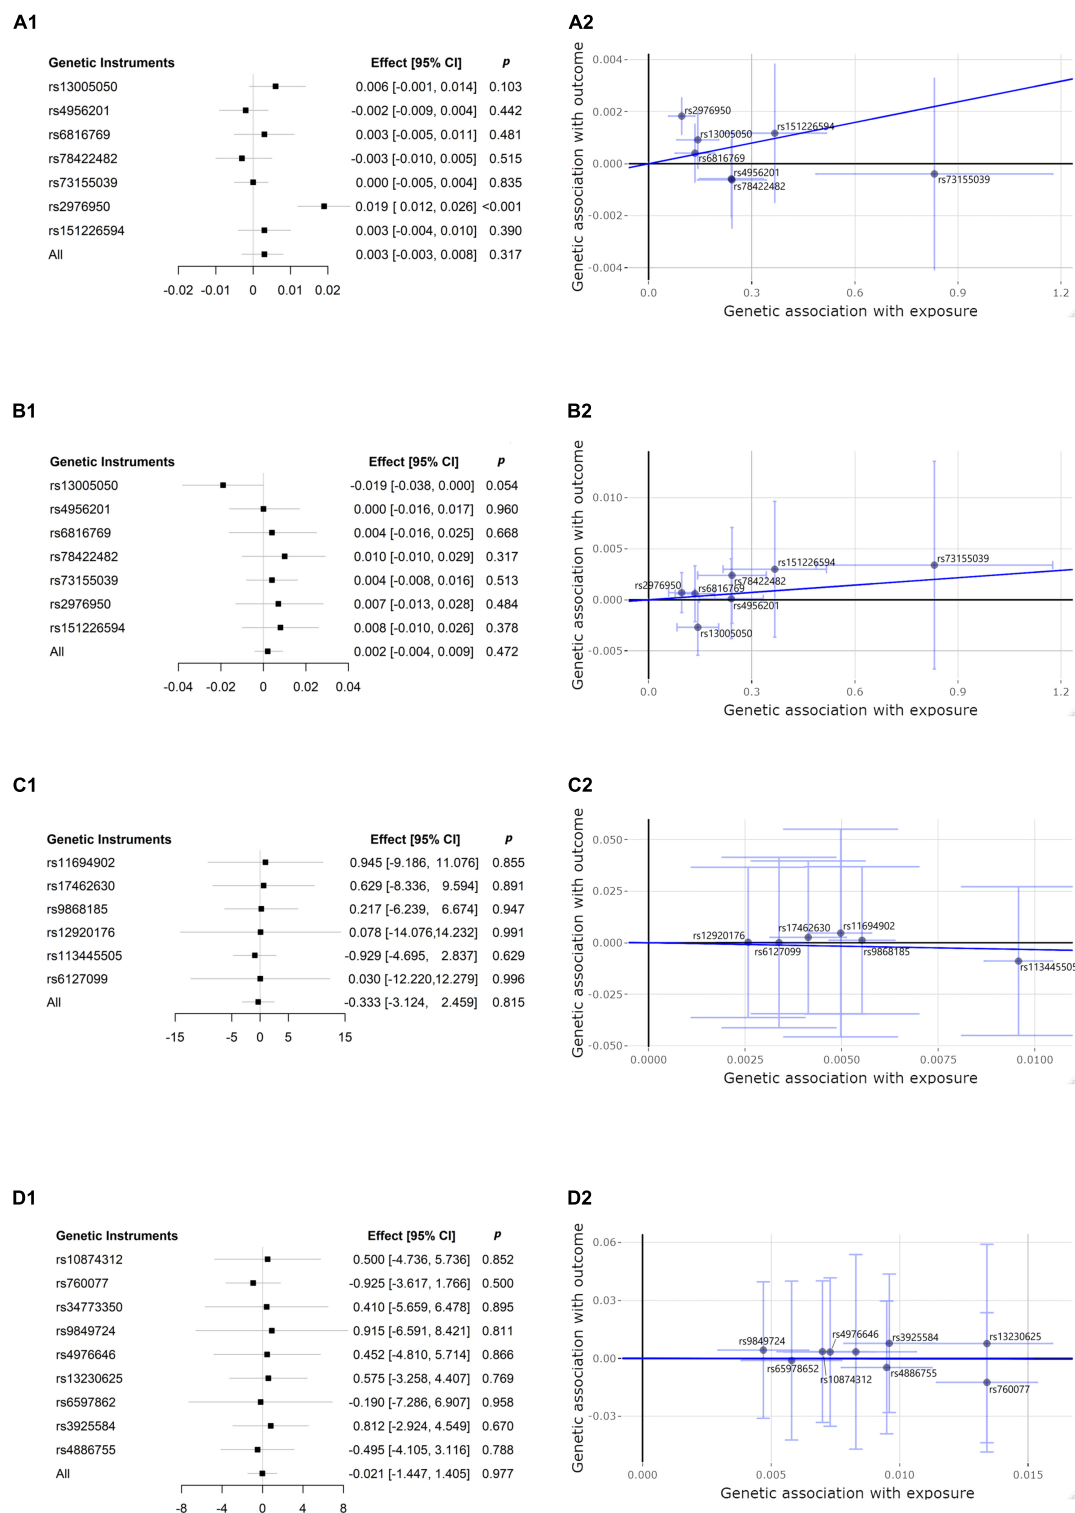 A1
Genetic Instruments Effect [95% CI] p
rs13005050 0.006 [-0.001, 0.014] 0.103
rs4956201 -0.002 [-0.009, 0.004] 0.442
rs6816769 0.003 [-0.005, 0.011] 0.481
rs78422482 -0.003 [-0.010, 0.005] 0.515
rs73155039 0.000 [-0.005, 0.004] 0.835
rs2976950 0.019 [ 0.012, 0.026] <0.001
rs151226594 0.003 [-0.004, 0.010] 0.390
All 0.003 [-0.003, 0.008] 0.317
-0.02 -0.01 0 0.01 0.02
A2
Genetic association with outcome
0.004
0.002
0.000
-0.002
-0.004
rs2976950
rs151226594
rs13005050
rs6816769
rs4956201
rs78422482
rs73155039
0.0 0.3 0.6 0.9 1.2
Genetic association with exposure
B1
Genetic Instruments Effect [95% CI] p
rs13005050 -0.019 [-0.038, 0.000] 0.054
rs4956201 0.000 [-0.016, 0.017] 0.960
rs6816769 0.004 [-0.016, 0.025] 0.668
rs78422482 0.010 [-0.010, 0.029] 0.317
rs73155039 0.004 [-0.008, 0.016] 0.513
rs2976950 0.007 [-0.013, 0.028] 0.484
rs151226594 0.008 [-0.010, 0.026] 0.378
All 0.002 [-0.004, 0.009] 0.472
-0.04 -0.02 0 0.02 0.04
B2
Genetic association with outcome
0.010
0.005
0.000
-0.005
rs73155039
rs151226594
rs78422482
rs2976950
rs6816769
rs4956201
rs13005050
0.0 0.3 0.6 0.9 1.2
Genetic association with exposure
C1
Genetic Instruments Effect [95% CI] p
rs11694902 0.945 [-9.186, 11.076] 0.855
rs17462630 0.629 [-8.336, 9.594] 0.891
rs9868185 0.217 [-6.239, 6.674] 0.947
rs12920176 0.078 [-14.076,14.232] 0.991
rs113445505 -0.929 [-4.695, 2.837] 0.629
rs6127099 0.030 [-12.220,12.279] 0.996
All -0.333 [-3.124, 2.459] 0.815
-15 -5 0 5 15
C2
Genetic association with outcome
0.050
0.025
0.000
-0.025
-0.050
rs12920176
rs17462630
rs11694902
rs6127099
rs9868185
rs113445505
0.0000 0.0025 0.0050 0.0075 0.0100
Genetic association with exposure
D1
Genetic Instruments Effect [95% CI] p
rs10874312 0.500 [-4.736, 5.736] 0.852
rs760077 -0.925 [-3.617, 1.766] 0.500
rs34773350 0.410 [-5.659, 6.478] 0.895
rs9849724 0.915 [-6.591, 8.421] 0.811
rs4976646 0.452 [-4.810, 5.714] 0.866
rs13230625 0.575 [-3.258, 4.407] 0.769
rs6597862 -0.190 [-7.286, 6.907] 0.958
rs3925584 0.812 [-2.924, 4.549] 0.670
rs4886755 -0.495 [-4.105, 3.116] 0.788
All -0.021 [-1.447, 1.405] 0.977
-8 -4 0 4 8
D2
Genetic association with outcome
0.06
0.03
0.00
-0.03
rs9849724
rs4976646
rs3925584
rs13230625
rs65978652
rs10874312
rs4886755
rs760077
0.000 0.005 0.010 0.015
Genetic association with exposure